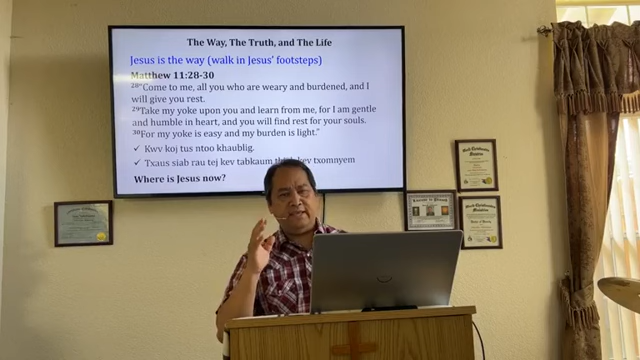 The Way, The Truth, and The Life
Jesus is the way (walk in Jesus' footsteps)
Matthew 11:28-30
28"Come to me, all you who are weary and burdened, and I
will give you rest.
29Take my yoke upon you and learn from me, for I am gentle
and humble in heart, and you will find rest for your souls.
30For my yoke is easy and my burden is light."
✓ Kwv koj tus ntoo khaublig.
✓ Txaus siab rau tej kev tabkaum kev txomnyem
Where is Jesus now?